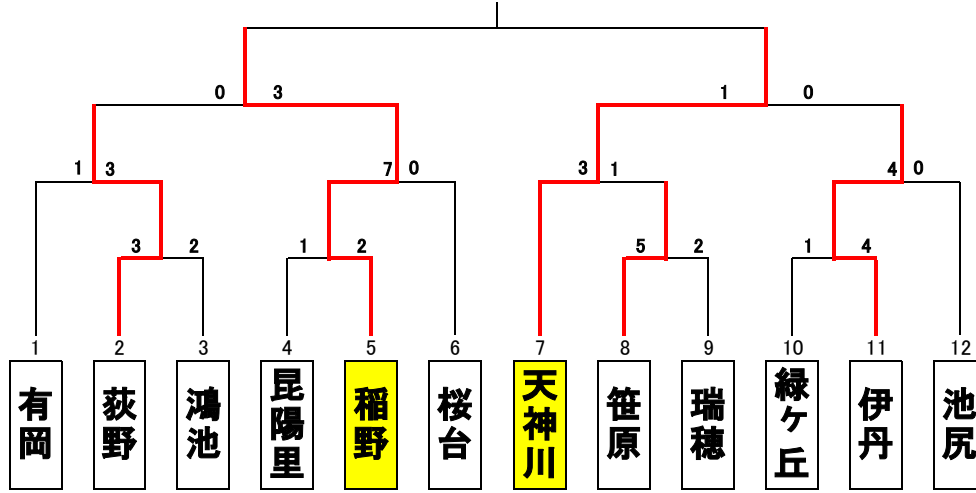 0 3 1 0
1 3 7 0 3 1 4 0
3 2 1 2 5 2 1 4
1 2 3 4 5 6 7 8 9 10 11 12
有岡
荻野
鴻池
昆陽里
稲野
桜台
天神川
笹原
瑞穂
緑ケ丘
伊丹
池尻